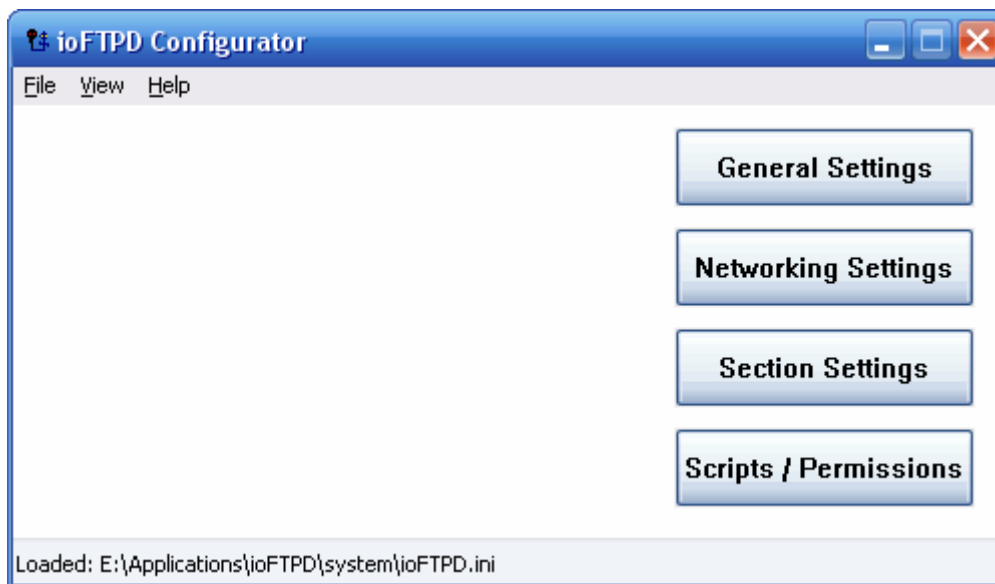 ioFTPD Configurator
File View Help
General Settings
Networking Settings
Section Settings
Scripts / Permissions
Loaded: E:\Applications\ioFTPD\system\ioFTPD.ini